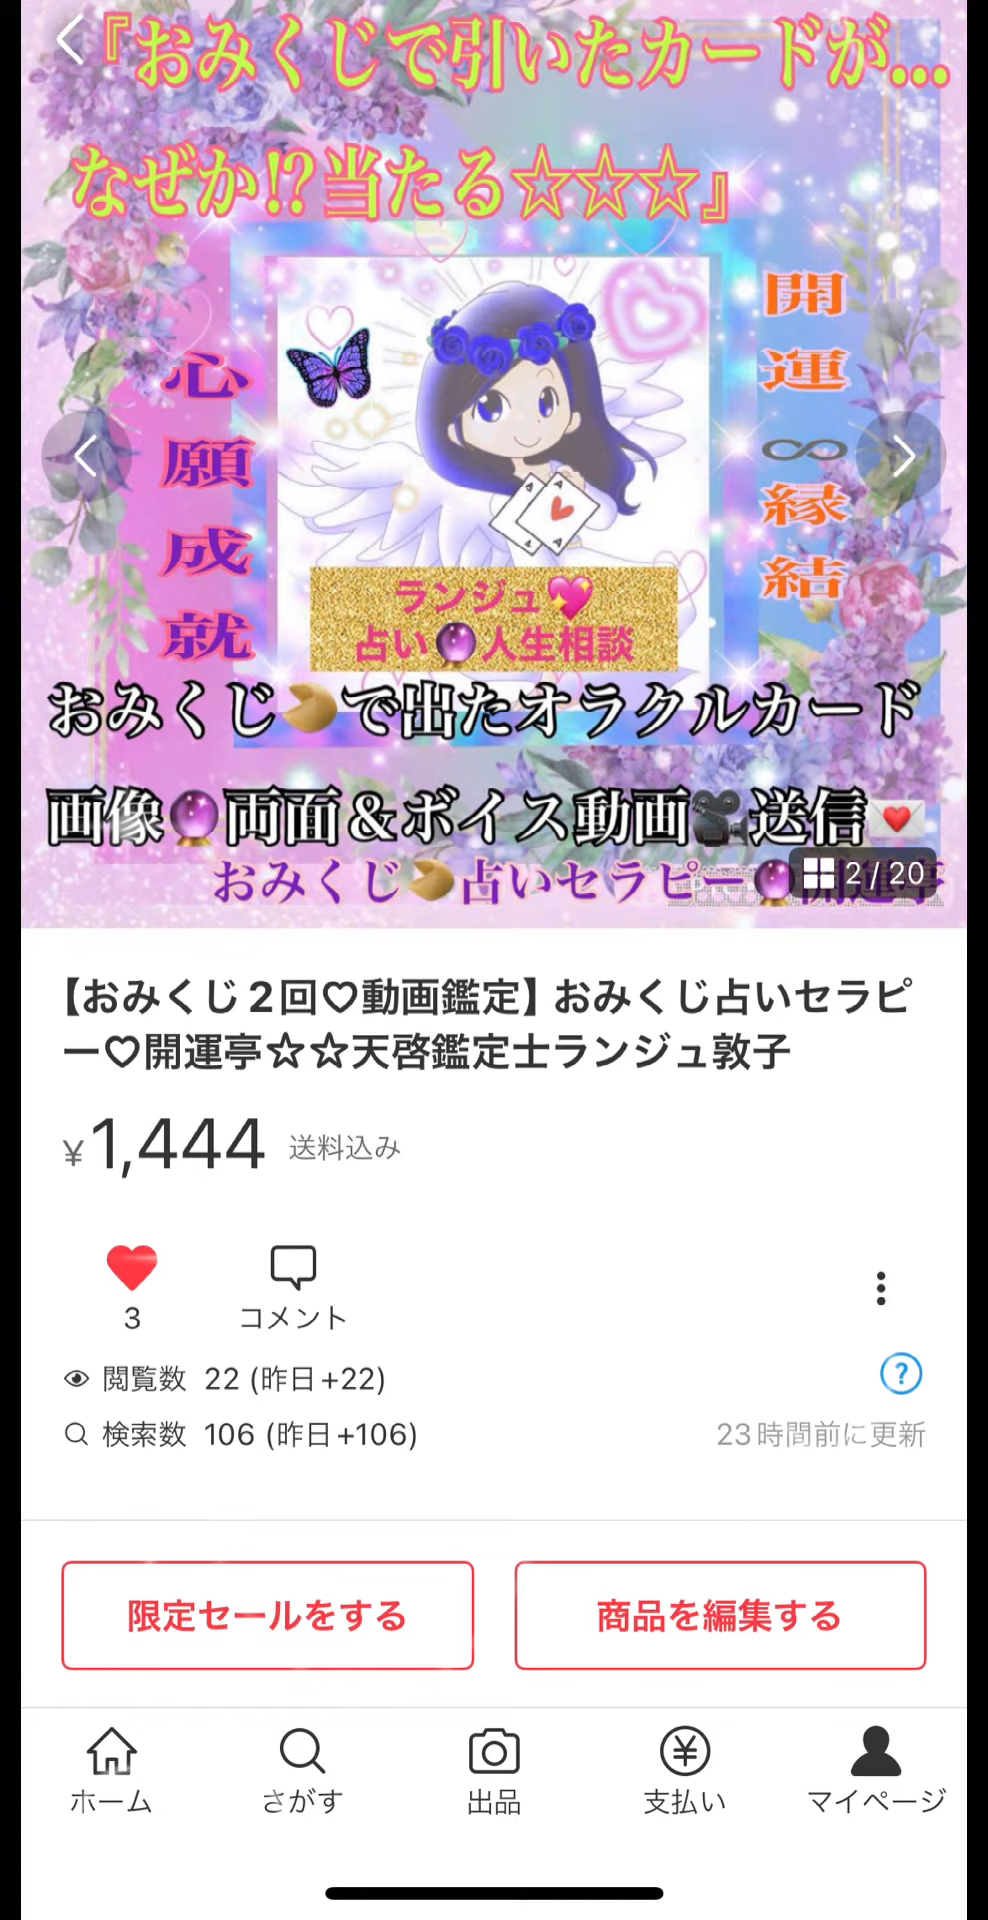 『おみくじで引いたカードが...
なぜか!?当たる☆☆☆』
開運∞縁結
心願成就
ランジュ💖
占い🔮人生相談
おみくじ🥠で出たオラクルカード
画像🔮両面&ボイス動画🎥送信💌
おみくじ🥠占いセラピー🔮開運亭
2 / 20
【おみくじ2回♡動画鑑定】おみくじ占いセラピ
ー♡開運亭☆☆天啓鑑定士ランジュ敦子
¥1,444 送料込み
3
コメント
閲覧数 22 (昨日+22)
?
検索数 106 (昨日+106)
23時間前に更新
限定セールをする
商品を編集する
ホーム
さがす
出品
支払い
マイページ